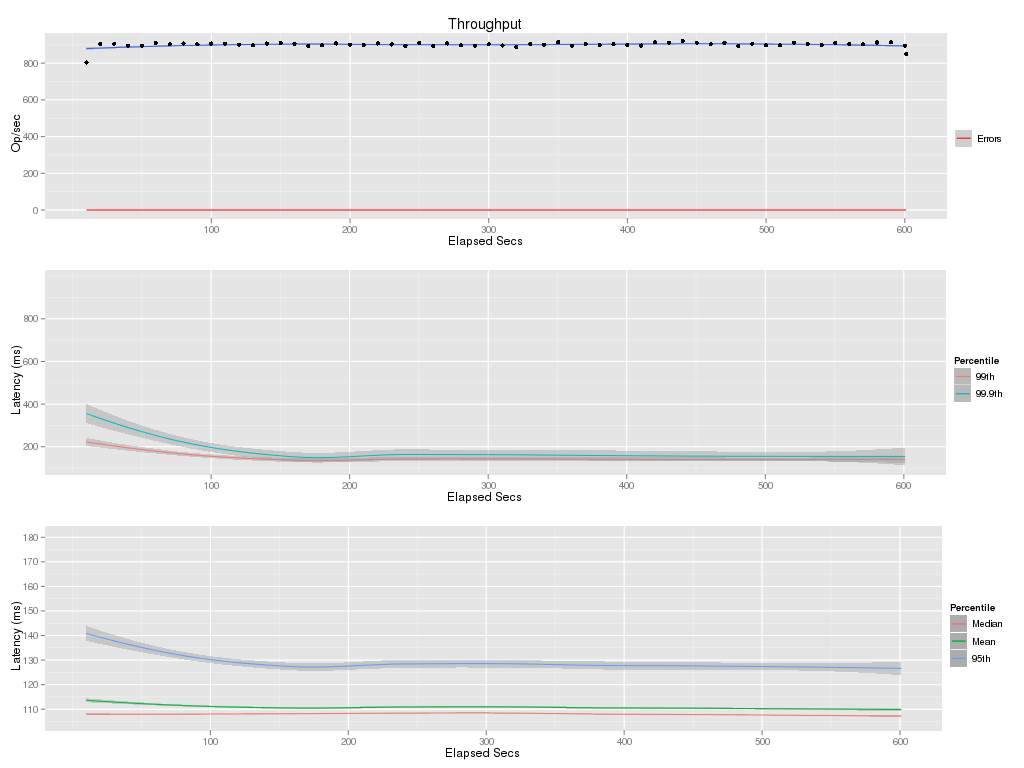 Throughput
Op/sec
800
600
400
200
0
100 200 300 400 500 600
Elapsed Secs
Errors
Latency (ms)
800
600
400
200
100 200 300 400 500 600
Elapsed Secs
Percentile
99th
99.9th
Latency (ms)
180
170
160
150
140
130
120
110
100 200 300 400 500 600
Elapsed Secs
Percentile
Median
Mean
95th